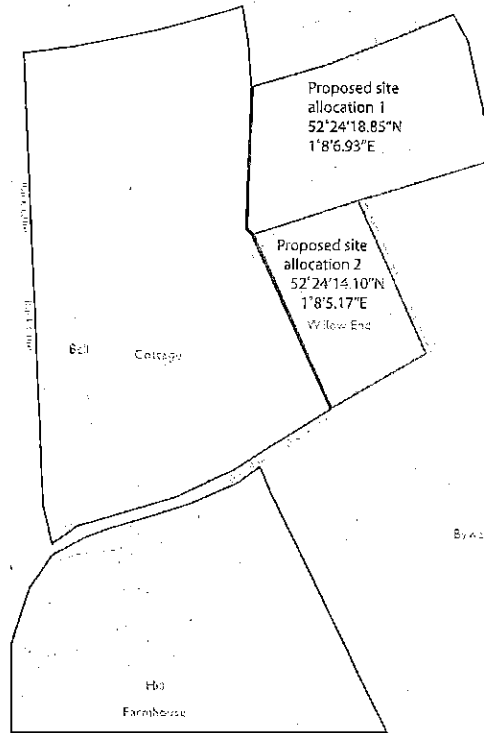 Proposed site
allocation 1
52°24'18.85"N
1°8'6.93"E
Proposed site
allocation 2
52°24'14.10"N
1°8'5.17"E
Willow End
Cottage
Farmhouse